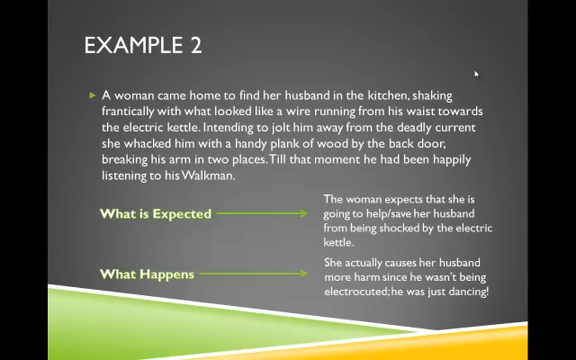 EXAMPLE 2
A woman came home to find her husband in the kitchen, shaking
frantically with what looked like a wire running from his waist towards
the electric kettle. Intending to jolt him away from the deadly current
she whacked him with a handy plank of wood by the back door,
breaking his arm in two places. Till that moment he had been happily
listening to his Walkman.
What is Expected
The woman expects that she is
going to help/save her husband
from being shocked by the electric
kettle.
What Happens
She actually causes her husband
more harm since he wasn't being
electrocuted; he was just dancing!